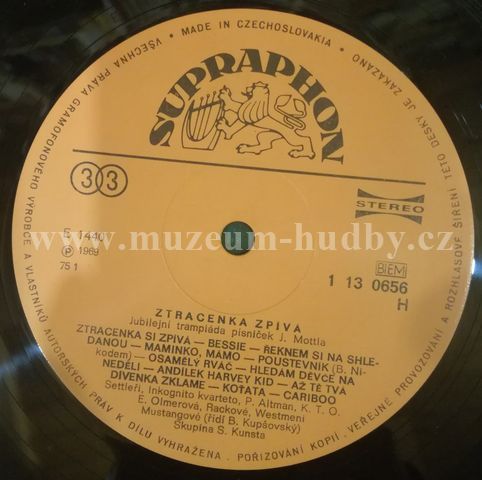 MADE IN CZECHOSLOVAKIA
VŠECHNA PRÁVA GRAMOFONOVÉHO VÝROBCE A VLASTNÍKŮ AUTORSKÝCH PRÁV K DÍLU VYHRAŽENA. POŘIZOVÁNÍ KOPIÍ, VEŘEJNÉ PROVOZOVÁNÍ A ROZHLASOVÉ ŠÍŘENÍ TÉTO DESKY JE ZAKÁZÁNO
SUPRAPHON
33
STEREO
www.muzeum-hudby.cz
℗ 1969
75 1
BIEM
1 13 0656
H
ZTRACENKA ZPÍVÁ
Jubilejní trampiáda písniček J. Mottla
ZTRACENKA SI ZPÍVÁ — BESSIE — ŘEKNEM SI NA SHLE-
DANOU — MAMINKO, MÁMO — POUSTEVNÍK (B. Ni-
kodem) — OSAMĚLÝ RVÁČ — HLEDÁM DĚVČE NA
NEDĚLI — ANDÍLEK HARVEY KID — AŽ TĚ TVÁ
DÍVENKA ZKLAME — KOTATA — CARIBOO
Settleři, Inkognito kvarteto, P. Altman, K. T. O.
E. Olmerová, Rackové, Westmeni
Mustangové (řídí B. Kupšovský)
Skupina S. Kunsta